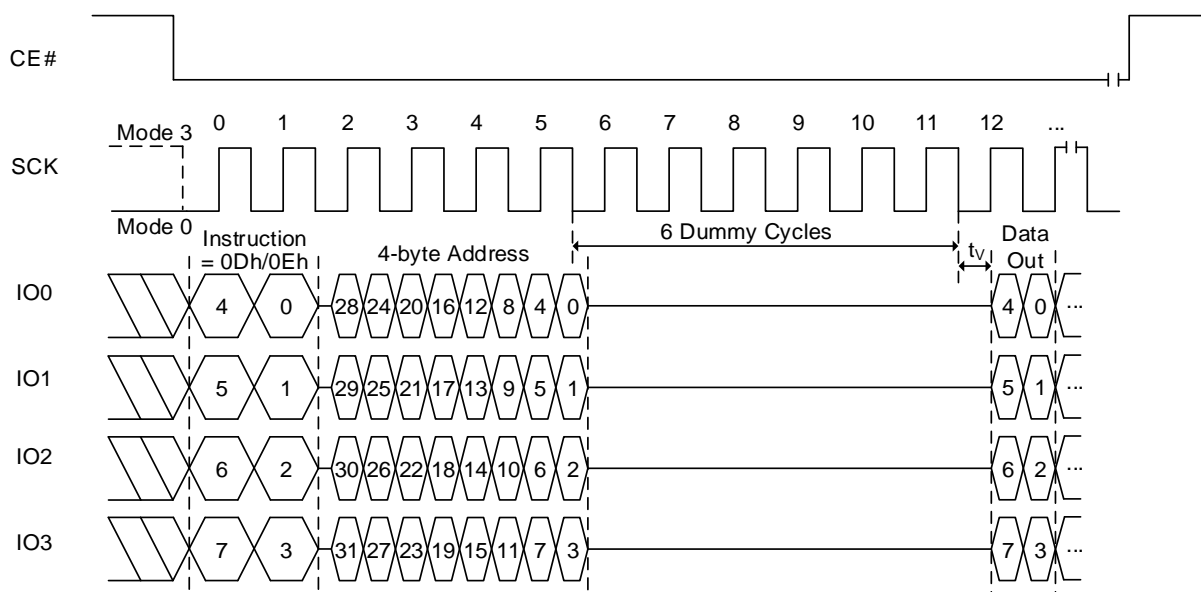 CE#
0 1 2 3 4 5 6 7 8 9 10 11 12 ...
Mode 3
SCK
Mode 0
Instruction
= 0Dh/0Eh
4-byte Address
6 Dummy Cycles
tV
Data
Out
IO0 4 0 28 24 20 16 12 8 4 0 4 0 ...
IO1 5 1 29 25 21 17 13 9 5 1 5 1 ...
IO2 6 2 30 26 22 18 14 10 6 2 6 2 ...
IO3 7 3 31 27 23 19 15 11 7 3 7 3 ...